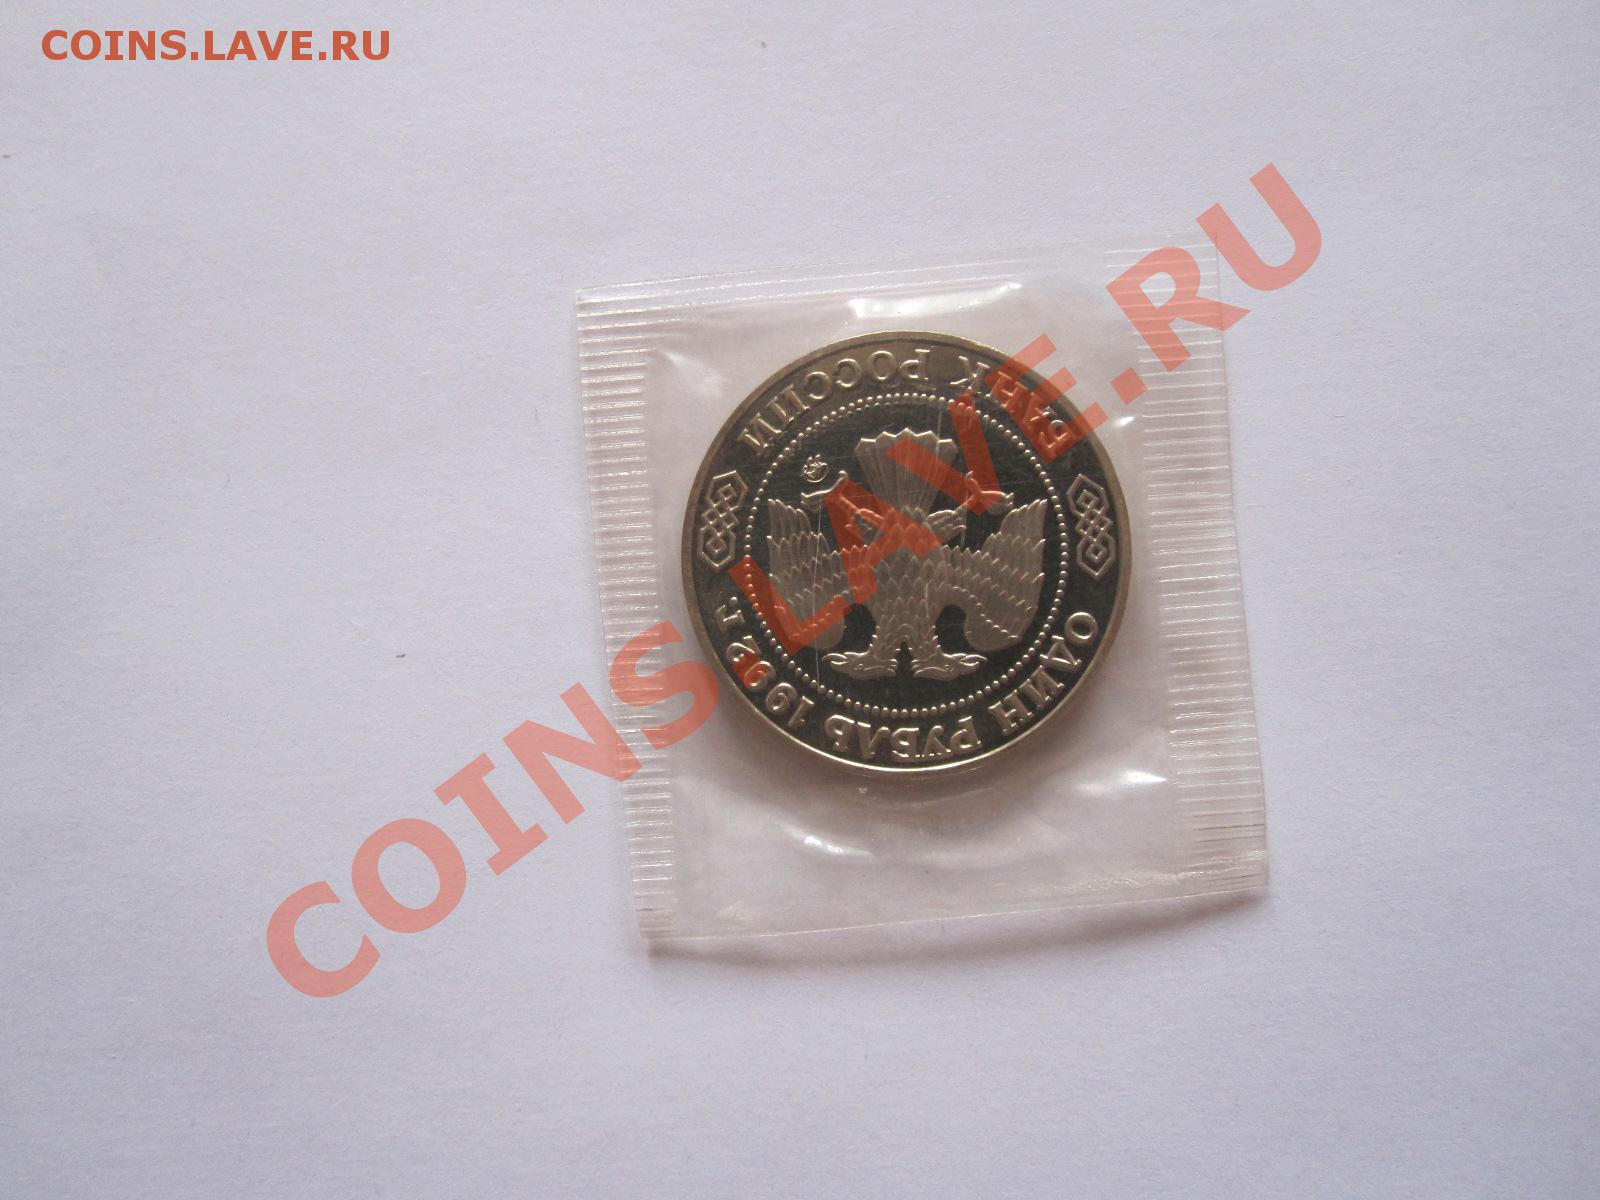 COINS.LAVE.RU
БАНК РОССИИ
ОДИН РУБЛЬ 1992 г.
COINS.LAVE.RU